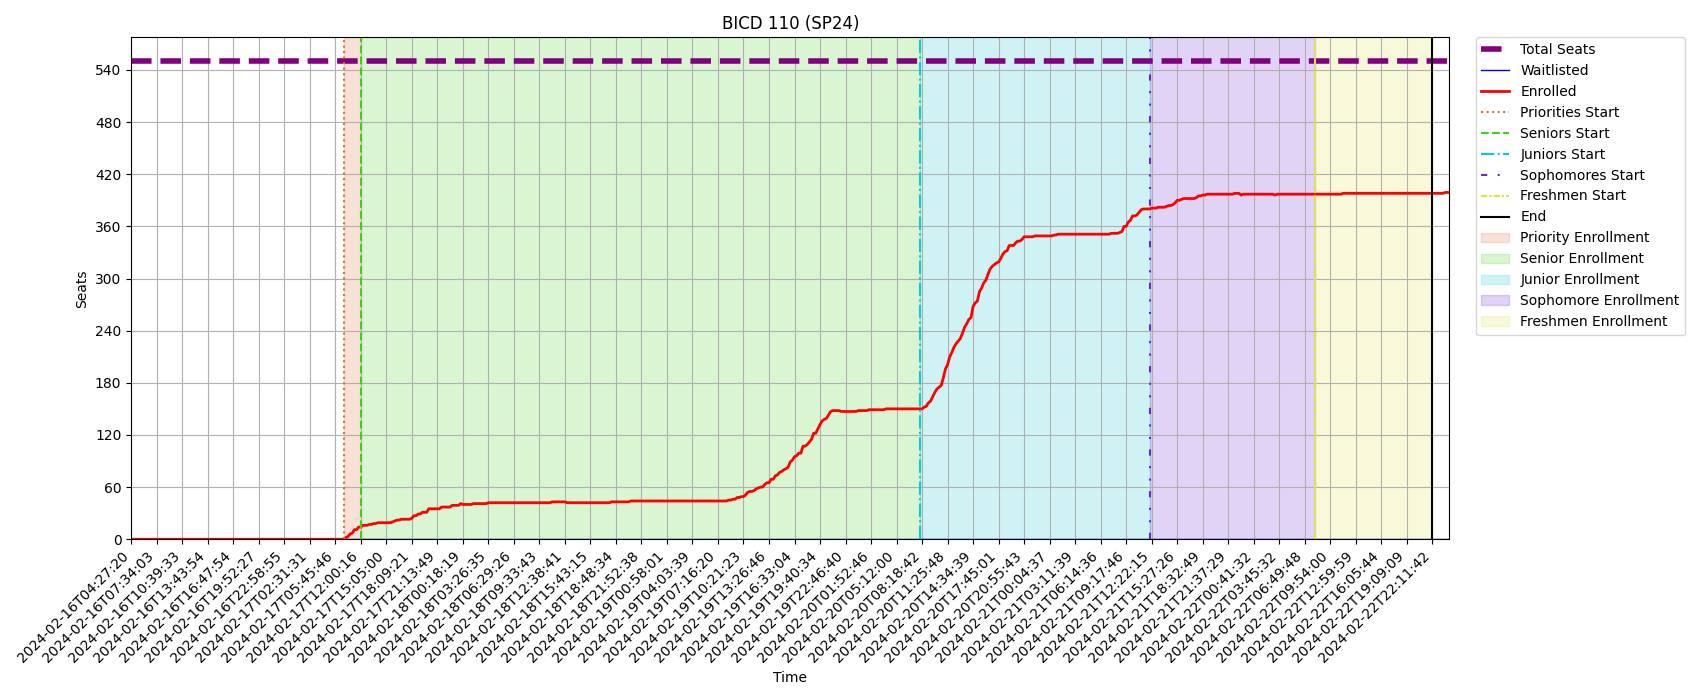 BICD 110 (SP24)
Seats
540
480
420
360
300
240
180
120
60
0
2024-02-16T04:27:20
2024-02-16T07:34:03
2024-02-16T10:39:33
2024-02-16T13:43:54
2024-02-16T16:47:54
2024-02-16T19:52:27
2024-02-16T22:58:55
2024-02-17T02:31:31
2024-02-17T05:45:46
2024-02-17T12:00:16
2024-02-17T15:05:00
2024-02-17T18:09:21
2024-02-17T21:13:49
2024-02-18T00:18:19
2024-02-18T03:26:35
2024-02-18T06:29:26
2024-02-18T09:33:43
2024-02-18T12:38:41
2024-02-18T15:43:15
2024-02-18T18:48:34
2024-02-18T21:52:38
2024-02-19T00:58:01
2024-02-19T04:03:39
2024-02-19T07:16:20
2024-02-19T10:21:23
2024-02-19T13:26:46
2024-02-19T16:33:04
2024-02-19T19:40:34
2024-02-19T22:46:40
2024-02-20T01:52:46
2024-02-20T05:12:00
2024-02-20T08:18:42
2024-02-20T11:25:48
2024-02-20T14:34:39
2024-02-20T17:45:01
2024-02-20T20:55:43
2024-02-21T00:04:37
2024-02-21T03:11:39
2024-02-21T06:14:36
2024-02-21T09:17:46
2024-02-21T12:22:15
2024-02-21T15:27:26
2024-02-21T18:32:49
2024-02-21T21:37:29
2024-02-22T00:41:32
2024-02-22T03:45:32
2024-02-22T06:49:48
2024-02-22T09:54:00
2024-02-22T12:59:59
2024-02-22T16:05:44
2024-02-22T19:09:09
2024-02-22T22:11:42
Time
Total Seats
Waitlisted
Enrolled
Priorities Start
Seniors Start
Juniors Start
Sophomores Start
Freshmen Start
End
Priority Enrollment
Senior Enrollment
Junior Enrollment
Sophomore Enrollment
Freshmen Enrollment